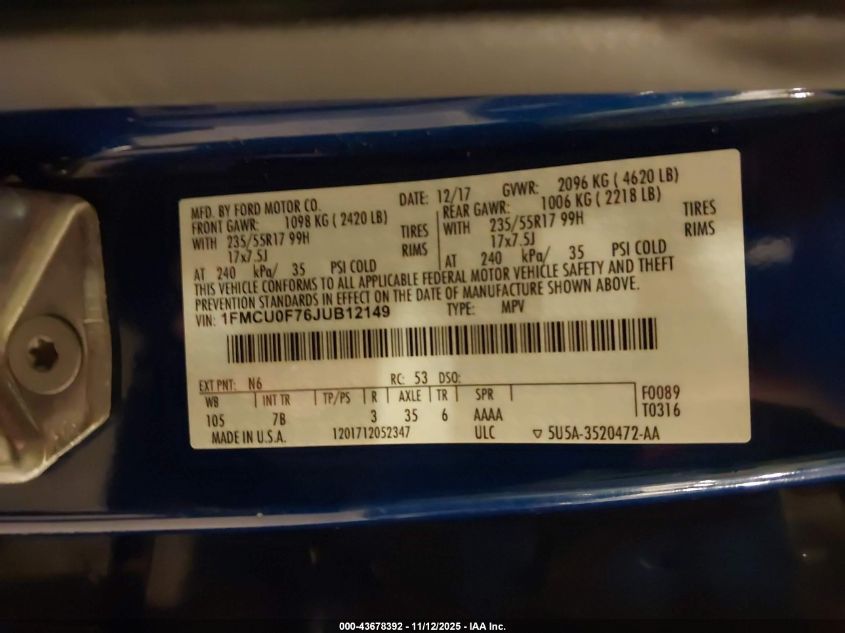 MFD. BY FORD MOTOR CO. DATE: 12/17 GVWR: 2096 KG ( 4620 LB)
FRONT GAWR: 1098 KG ( 2420 LB) REAR GAWR: 1006 KG ( 2218 LB)
WITH 235/55R17 99H TIRES WITH 235/55R17 99H TIRES
17x7.5J RIMS 17x7.5J RIMS
AT 240 kPa/ 35 PSI COLD AT 240 kPa/ 35 PSI COLD
THIS VEHICLE CONFORMS TO ALL APPLICABLE FEDERAL MOTOR VEHICLE SAFETY AND THEFT
PREVENTION STANDARDS IN EFFECT ON THE DATE OF MANUFACTURE SHOWN ABOVE.
VIN: 1FMCU0F76JUB12149 TYPE: MPV
EXT PNT: N6 RC: 53 DSO:
WB INT TR TP/PS R AXLE TR SPR F0089
105 7B 3 35 6 AAAA T0316
MADE IN U.S.A. 1201712052347 ULC ▽ 5U5A-3520472-AA
000-43678392 - 11/12/2025 - IAA Inc.